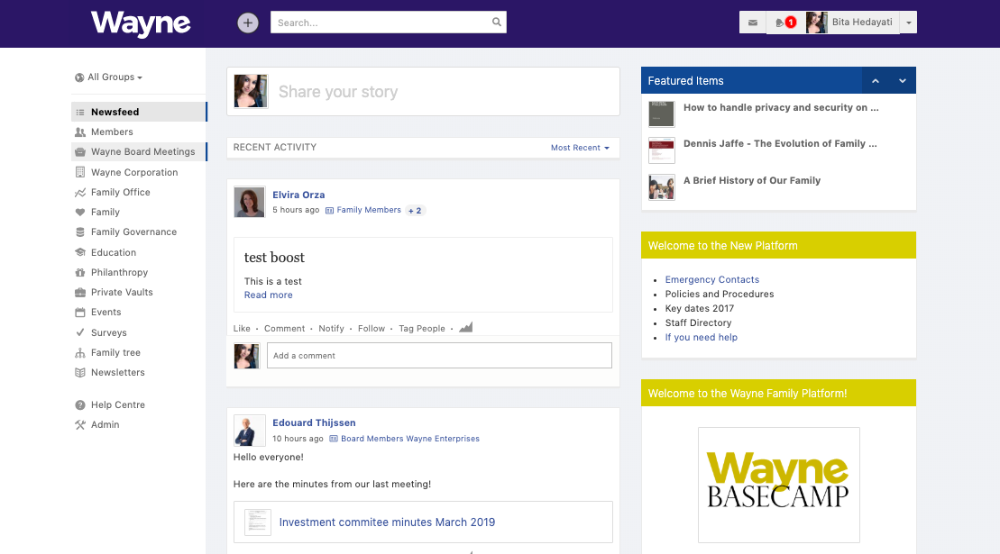 Wayne
Search...
1
Bita Hedayati
All Groups
Newsfeed
Members
Wayne Board Meetings
Wayne Corporation
Family Office
Family
Family Governance
Education
Philanthropy
Private Vaults
Events
Surveys
Family tree
Newsletters
Help Centre
Admin
Share your story
RECENT ACTIVITY
Most Recent
Elvira Orza
5 hours ago Family Members + 2
test boost
This is a test
Read more
Like · Comment · Notify · Follow · Tag People ·
Add a comment
Edouard Thijssen
10 hours ago Board Members Wayne Enterprises
Hello everyone!
Here are the minutes from our last meeting!
Investment commitee minutes March 2019
Featured Items
How to handle privacy and security on ...
Dennis Jaffe - The Evolution of Family ...
A Brief History of Our Family
Welcome to the New Platform
• Emergency Contacts
• Policies and Procedures
• Key dates 2017
• Staff Directory
• If you need help
Welcome to the Wayne Family Platform!
Wayne
BASECAMP